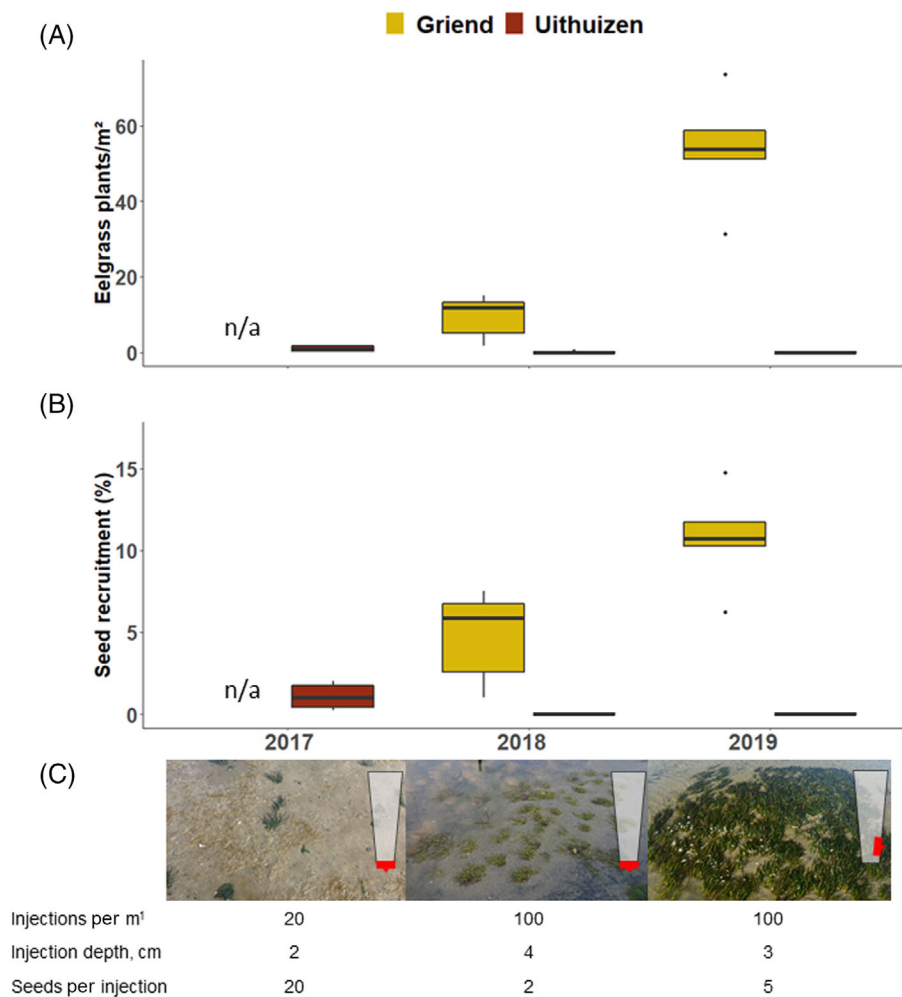 (A)
Griend Uithuizen
Eelgrass plants/m²
60
40
20
0
n/a
(B)
Seed recruitment (%)
15
10
5
0
n/a
2017 2018 2019
(C)
Injections per m¹ 20 100 100
Injection depth, cm 2 4 3
Seeds per injection 20 2 5